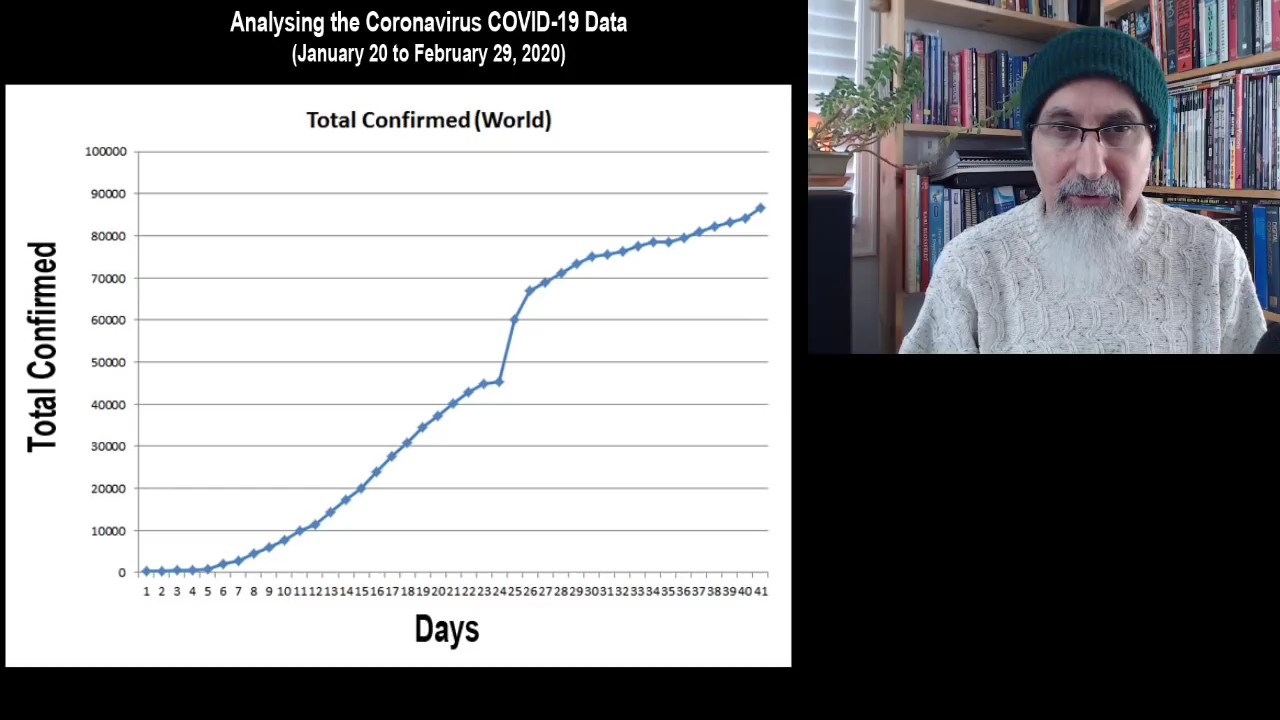 Analysing the Coronavirus COVID-19 Data
(January 20 to February 29, 2020)
Total Confirmed (World)
Total Confirmed
100000
90000
80000
70000
60000
50000
40000
30000
20000
10000
0
1 2 3 4 5 6 7 8 9 10 11 12 13 14 15 16 17 18 19 20 21 22 23 24 25 26 27 28 29 30 31 32 33 34 35 36 37 38 39 40 41
Days